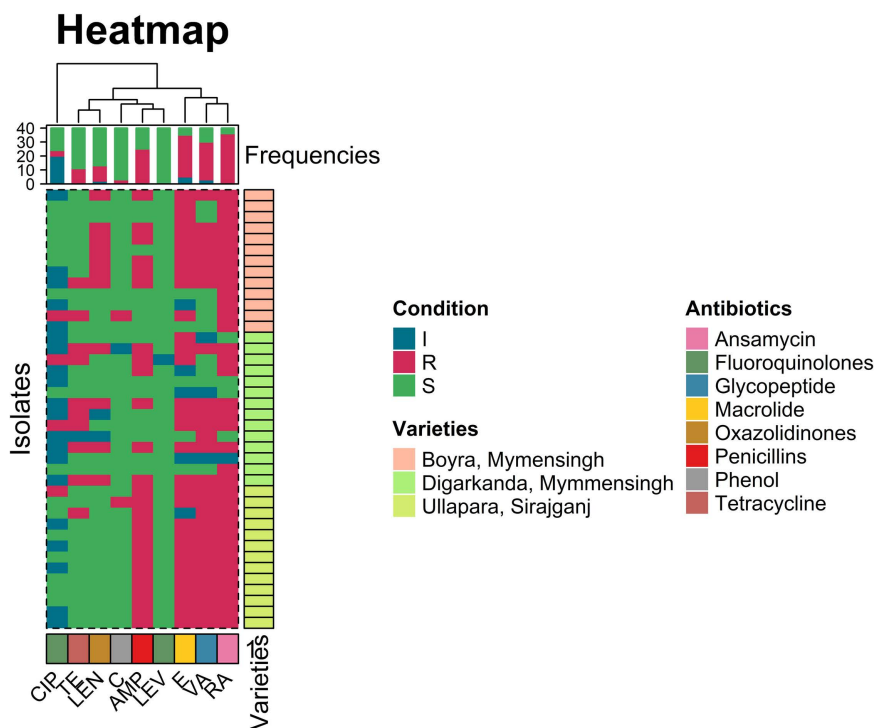 Heatmap
40
30
20
10
0
Frequencies
Isolates
Condition
I
R
S
Varieties
Boyra, Mymensingh
Digarkanda, Mymmensingh
Ullapara, Sirajganj
Antibiotics
Ansamycin
Fluoroquinolones
Glycopeptide
Macrolide
Oxazolidinones
Penicillins
Phenol
Tetracycline
CIP
TE
LEN
C
AMP
LEV
E
VA
RA
1
Varieties